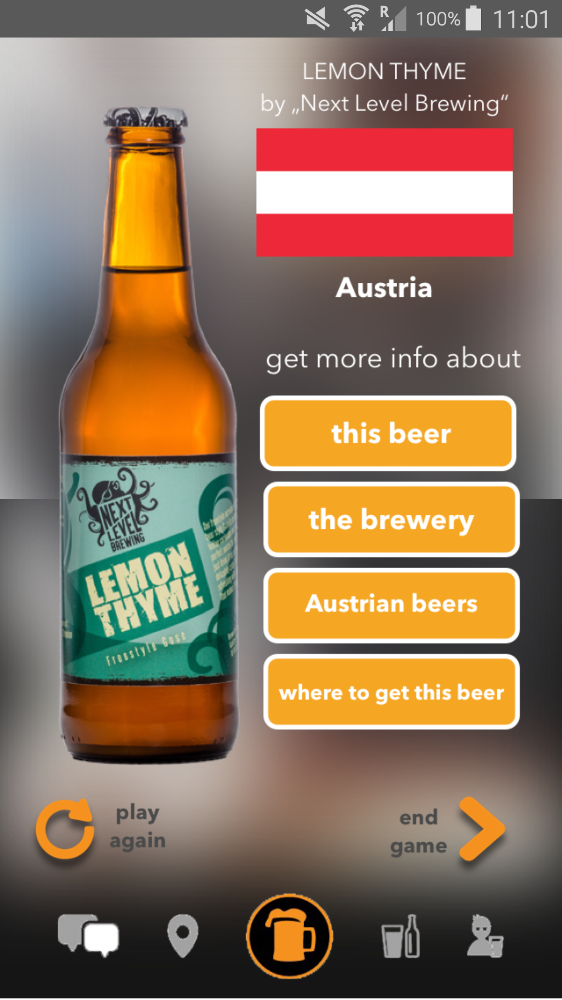 R 100% 11:01
LEMON THYME
by „Next Level Brewing“
Austria
get more info about
this beer
the brewery
Austrian beers
where to get this beer
NEXT
LEVEL
BREWING
LEMON
THYME
Freestyle Gose
play
again
end
game